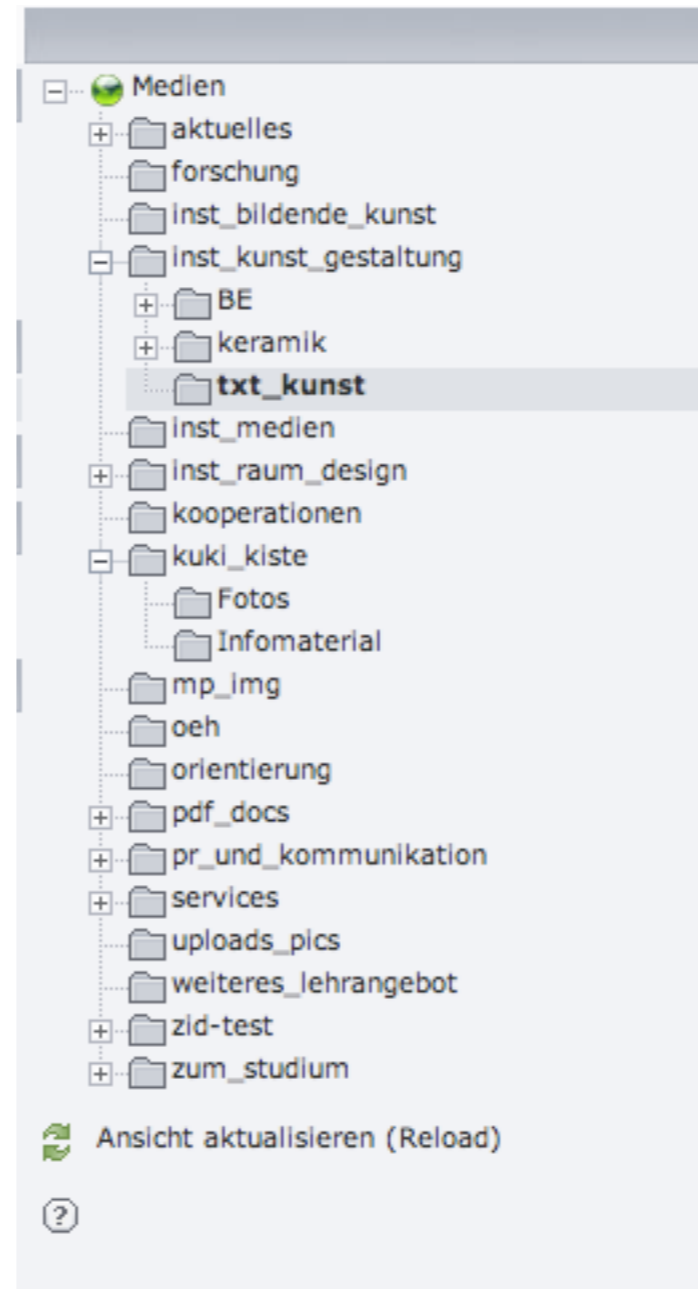 Medien
aktuelles
forschung
inst_bildende_kunst
inst_kunst_gestaltung
BE
keramik
txt_kunst
inst_medien
inst_raum_design
kooperationen
kuki_kiste
Fotos
Infomaterial
mp_img
oeh
orientierung
pdf_docs
pr_und_kommunikation
services
uploads_pics
weiteres_lehrangebot
zid-test
zum_studium
Ansicht aktualisieren (Reload)
?